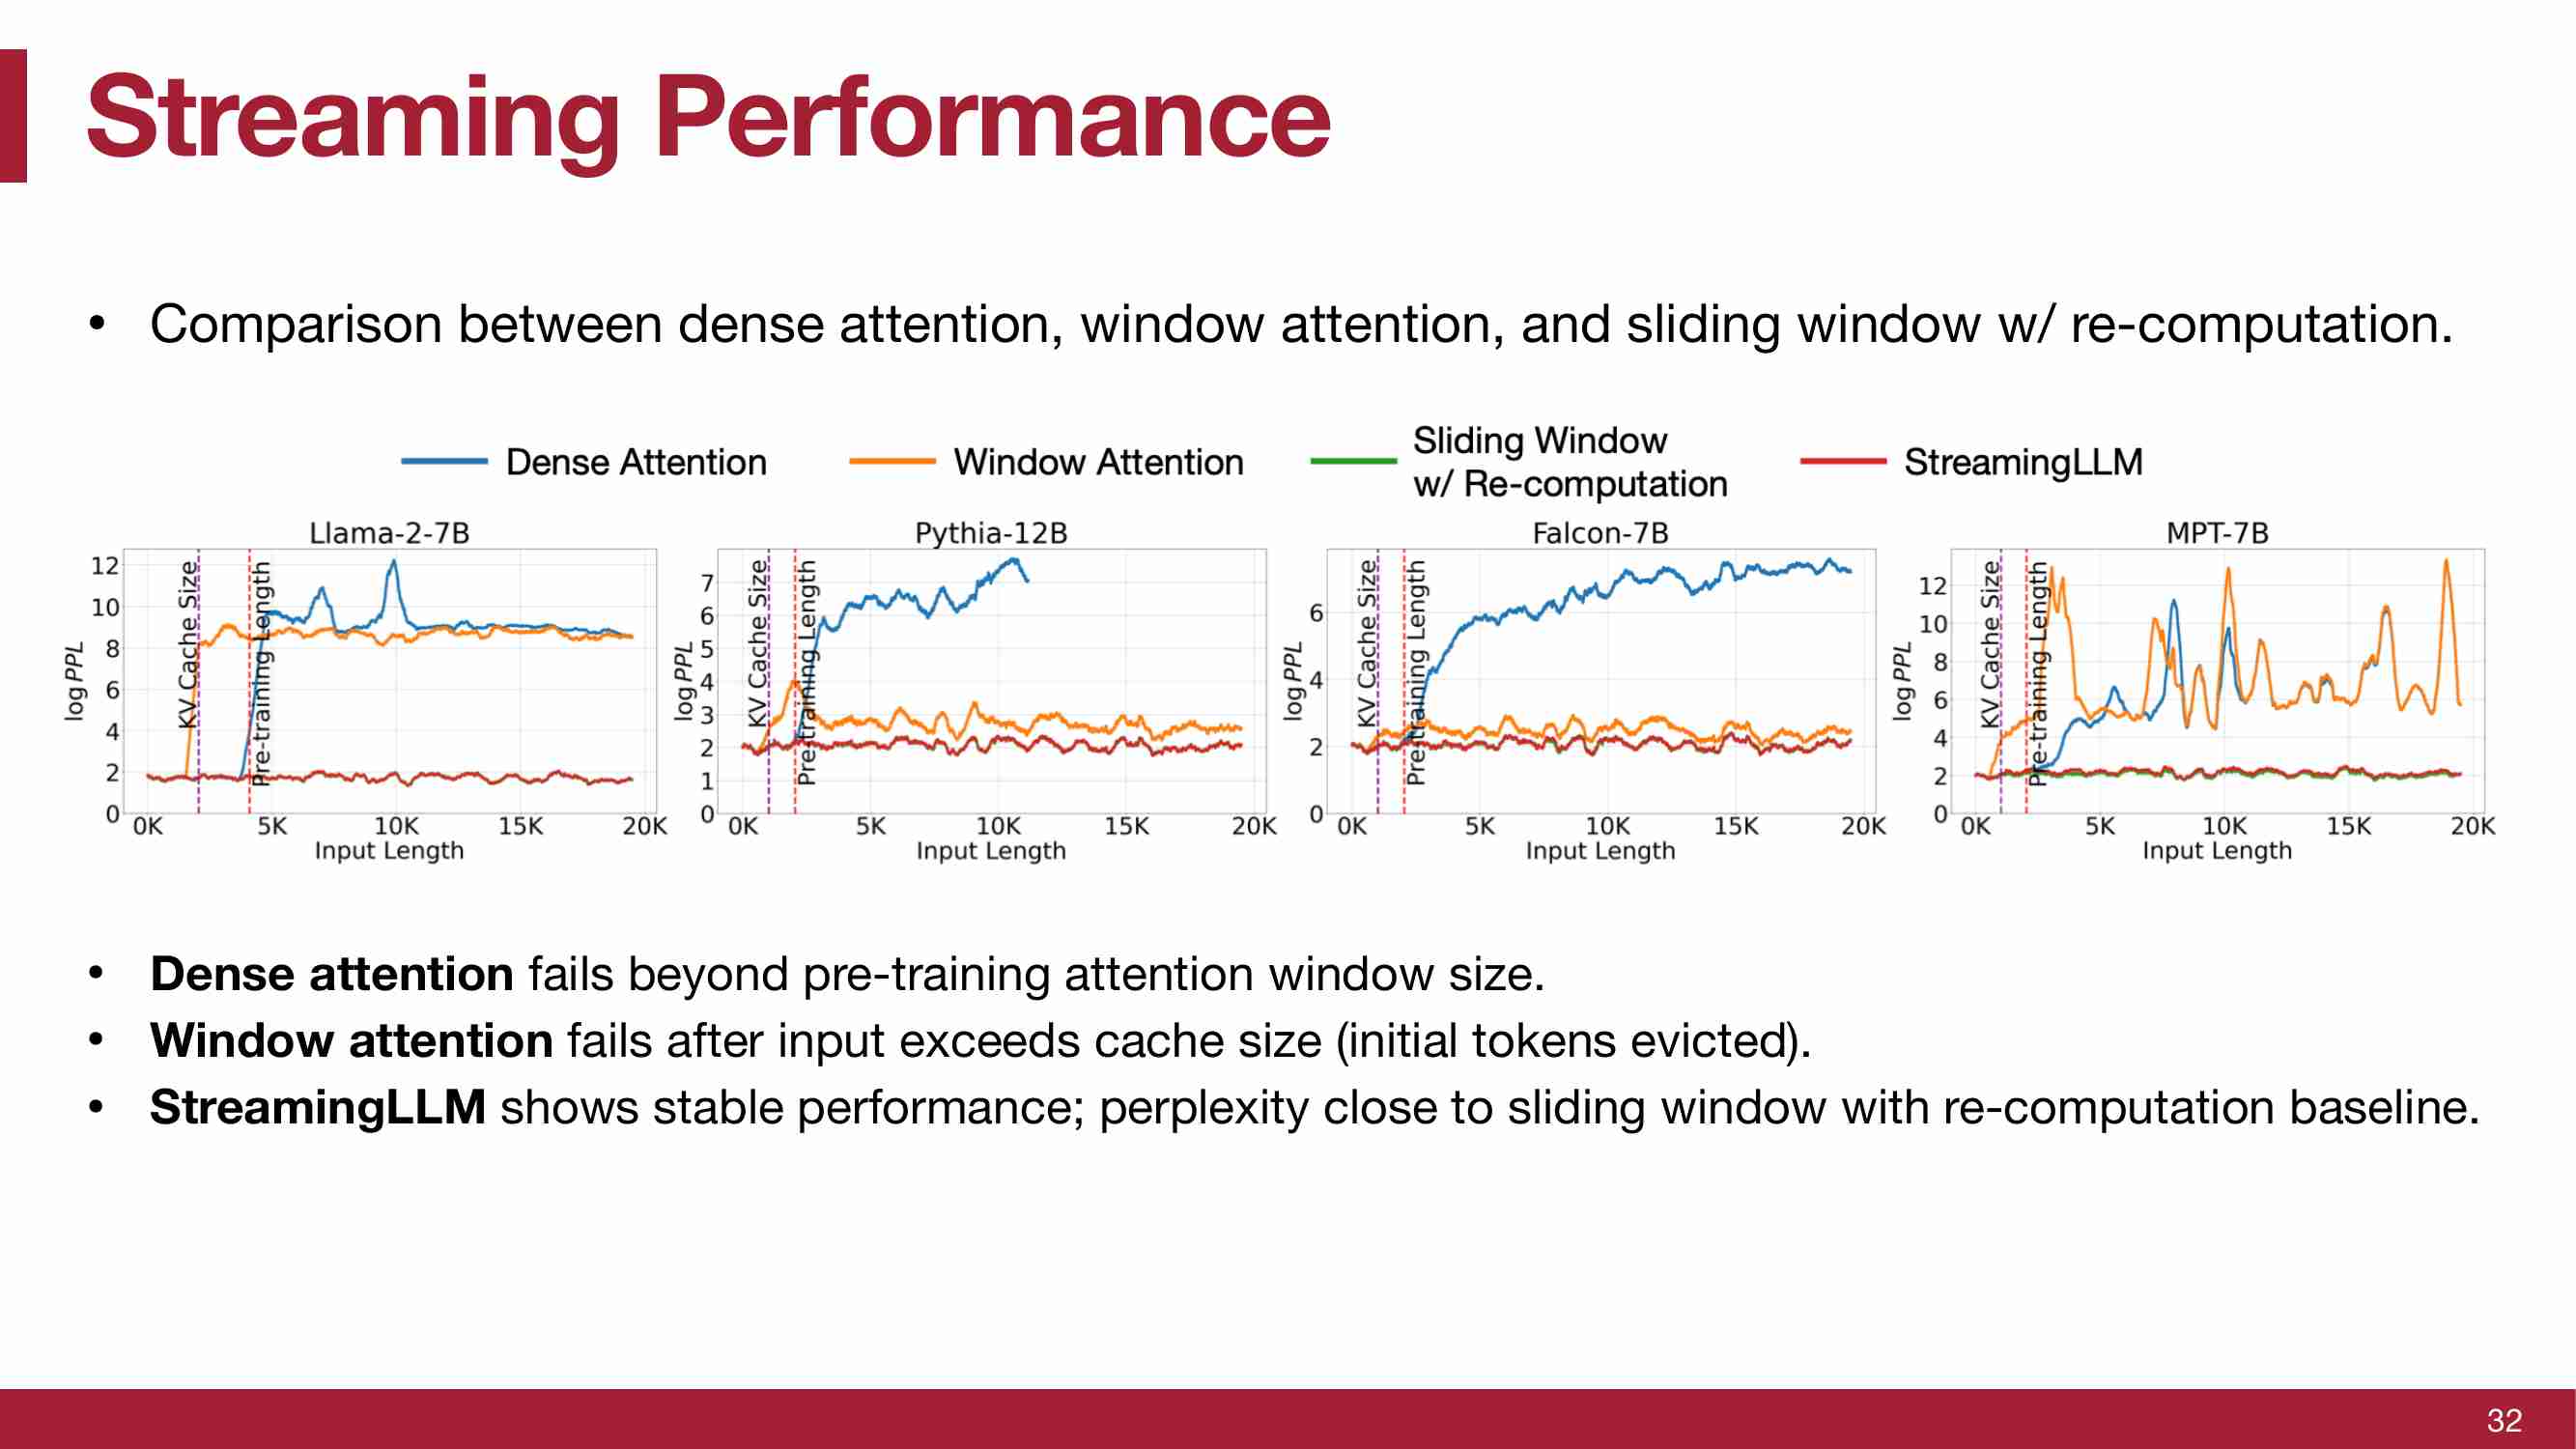 Streaming Performance
• Comparison between dense attention, window attention, and sliding window w/ re-computation.
Dense Attention
Window Attention
Sliding Window
w/ Re-computation
StreamingLLM
Llama-2-7B
12
10
8
6
4
2
0
log PPL
KV Cache Size
Pre-training Length
0K 5K 10K 15K 20K
Input Length
Pythia-12B
7
6
5
4
3
2
1
0
log PPL
KV Cache Size
Pre-training Length
0K 5K 10K 15K 20K
Input Length
Falcon-7B
6
4
2
0
log PPL
KV Cache Size
Pre-training Length
0K 5K 10K 15K 20K
Input Length
MPT-7B
12
10
8
6
4
2
0
log PPL
KV Cache Size
Pre-training Length
0K 5K 10K 15K 20K
Input Length
• Dense attention fails beyond pre-training attention window size.
• Window attention fails after input exceeds cache size (initial tokens evicted).
• StreamingLLM shows stable performance; perplexity close to sliding window with re-computation baseline.
32